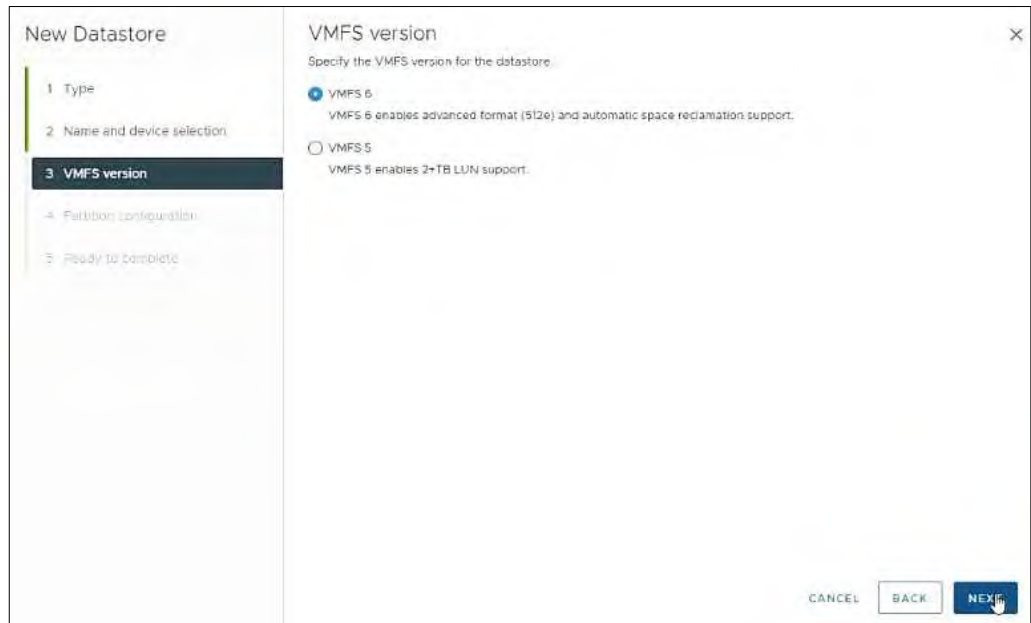 New Datastore
1 Type
2 Name and device selection
3 VMFS version
4 Partition configuration
5 Ready to complete
VMFS version
Specify the VMFS version for the datastore.
VMFS 6
VMFS 6 enables advanced format (512e) and automatic space reclamation support.
VMFS 5
VMFS 5 enables 2+TB LUN support.
CANCEL BACK NEXT